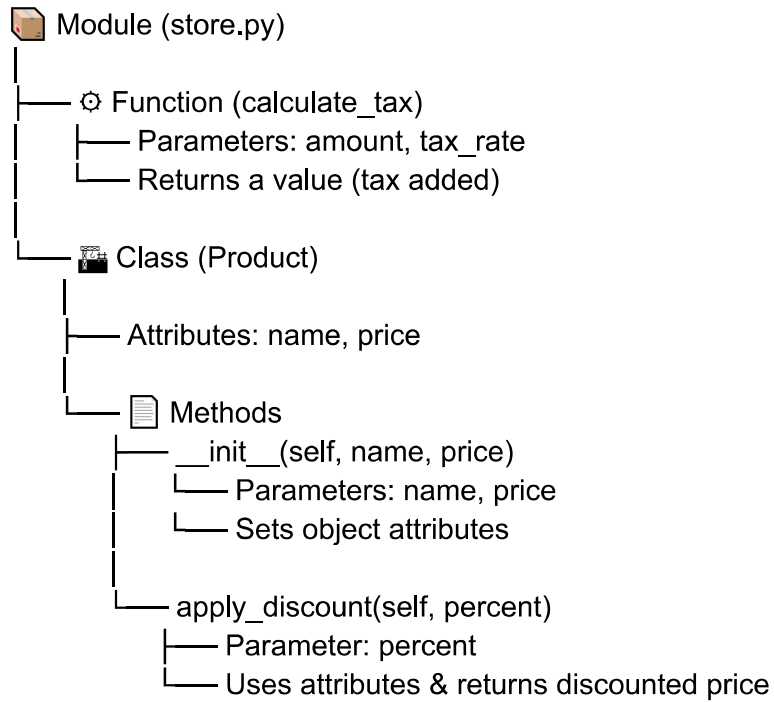 Module (store.py)
Function (calculate_tax)
Parameters: amount, tax_rate
Returns a value (tax added)
Class (Product)
Attributes: name, price
Methods
__init__(self, name, price)
Parameters: name, price
Sets object attributes
apply_discount(self, percent)
Parameter: percent
Uses attributes & returns discounted price